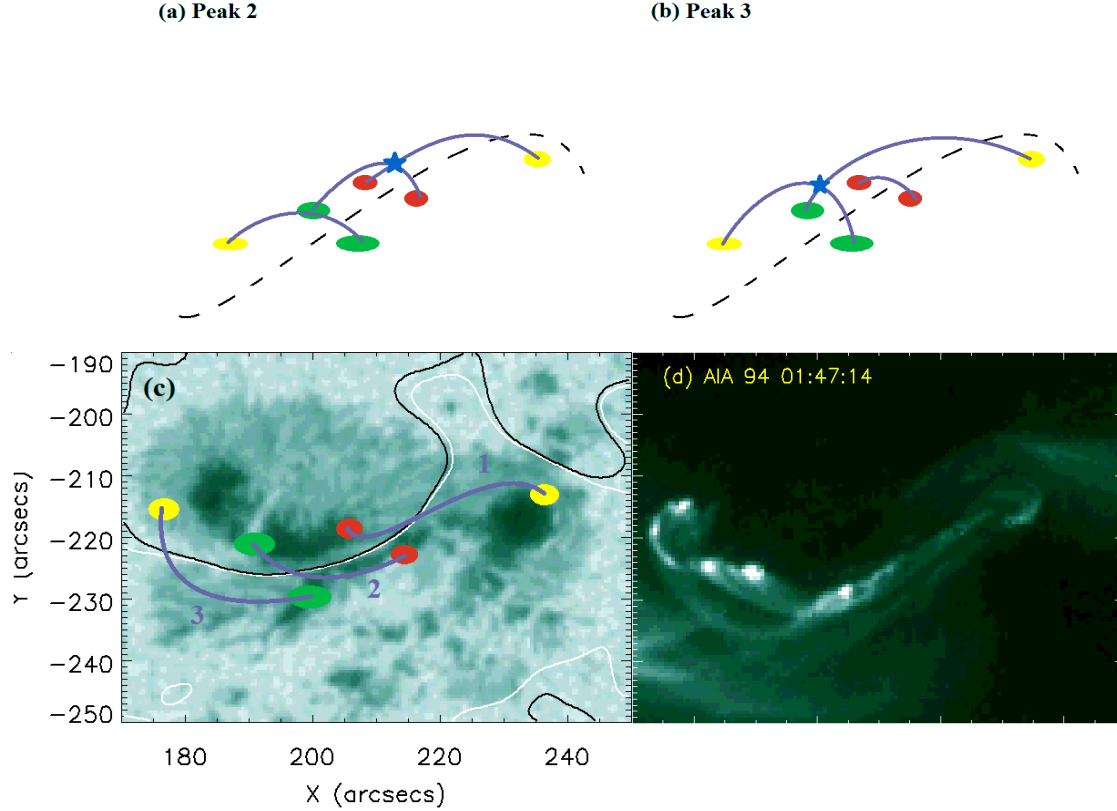 (a) Peak 2
(b) Peak 3
(c)
(d) AIA 94 01:47:14
1
2
3
−190
−200
−210
−220
−230
−240
−250
Y (arcsecs)
180 200 220 240
X (arcsecs)